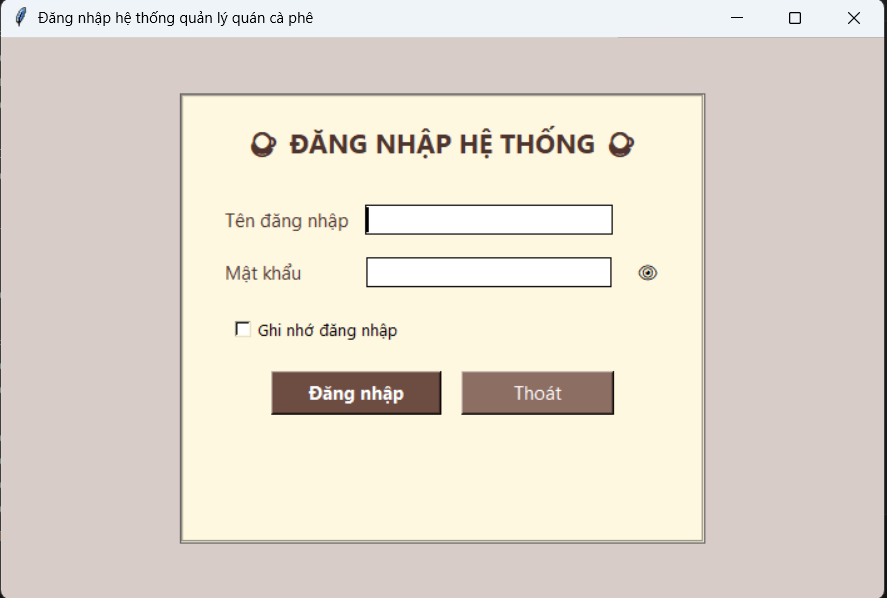 Đăng nhập hệ thống quản lý quán cà phê
ĐĂNG NHẬP HỆ THỐNG
Tên đăng nhập
Mật khẩu
Ghi nhớ đăng nhập
Đăng nhập
Thoát